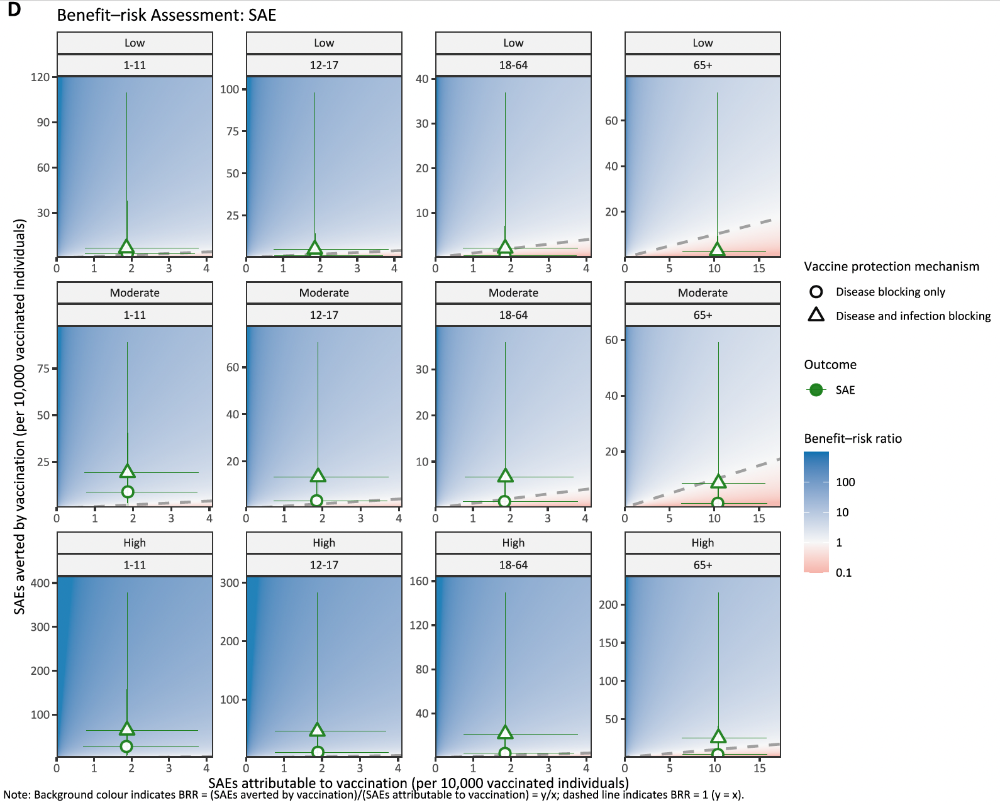 D
Benefit–risk Assessment: SAE
Low
Low
Low
Low
1-11
12-17
18-64
65+
120
90
60
30
0 1 2 3 4
100
75
50
25
0 1 2 3 4
40
30
20
10
0 1 2 3 4
60
40
20
0 5 10 15
Moderate
Moderate
Moderate
Moderate
1-11
12-17
18-64
65+
75
50
25
0 1 2 3 4
60
40
20
0 1 2 3 4
30
20
10
0 1 2 3 4
60
40
20
0 5 10 15
High
High
High
High
1-11
12-17
18-64
65+
400
300
200
100
0 1 2 3 4
300
200
100
0 1 2 3 4
160
120
80
40
0 1 2 3 4
200
150
100
50
0 5 10 15
SAEs averted by vaccination (per 10,000 vaccinated individuals)
SAEs attributable to vaccination (per 10,000 vaccinated individuals)
Vaccine protection mechanism
Disease blocking only
Disease and infection blocking
Outcome
SAE
Benefit–risk ratio
100
10
1
0.1
Note: Background colour indicates BRR = (SAEs averted by vaccination)/(SAEs attributable to vaccination) = y/x; dashed line indicates BRR = 1 (y = x).